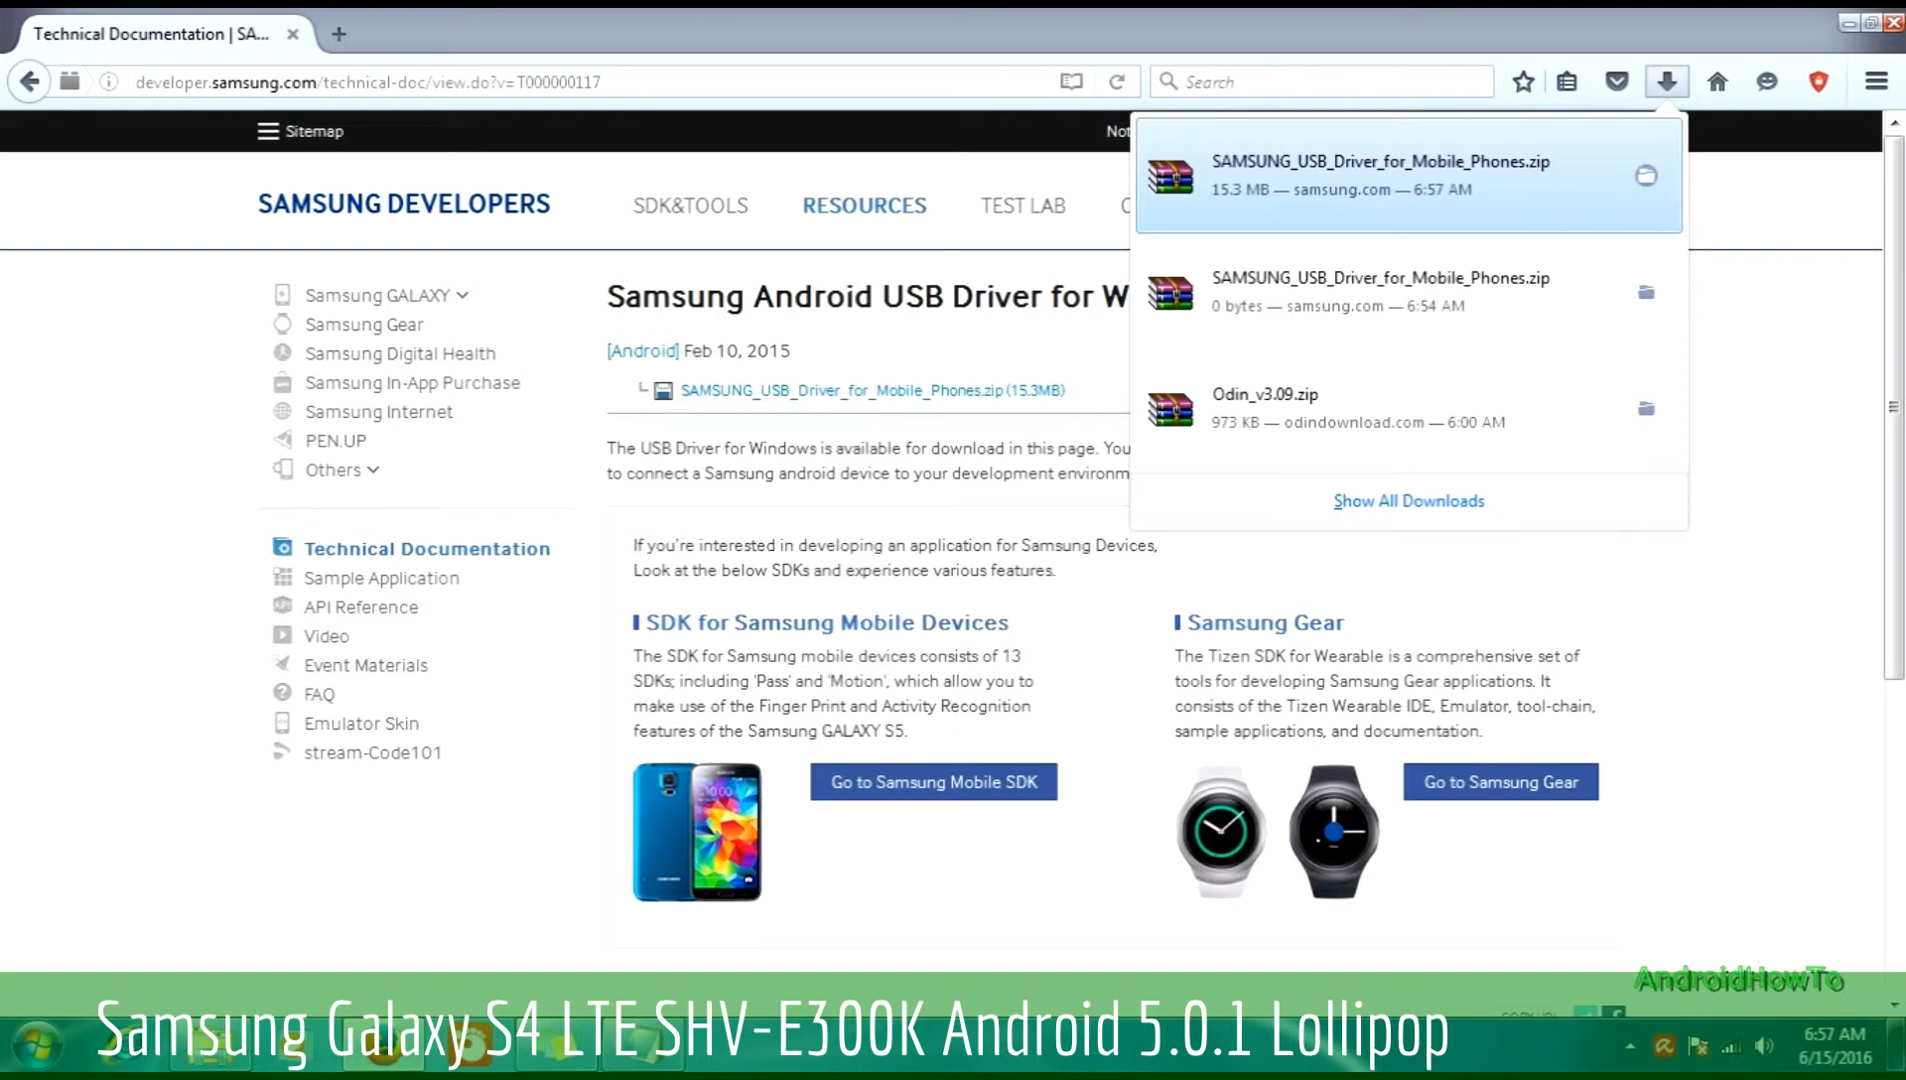 Technical Documentation | SA...
developer.samsung.com/technical-doc/view.do?v=T000000117
Search
Sitemap
Not
SAMSUNG DEVELOPERS
SDK&TOOLS
RESOURCES
TEST LAB
SAMSUNG_USB_Driver_for_Mobile_Phones.zip
15.3 MB — samsung.com — 6:57 AM
SAMSUNG_USB_Driver_for_Mobile_Phones.zip
0 bytes — samsung.com — 6:54 AM
Odin_v3.09.zip
973 KB — odindownload.com — 6:00 AM
Show All Downloads
Samsung GALAXY
Samsung Gear
Samsung Digital Health
Samsung In-App Purchase
Samsung Internet
PEN.UP
Others
Technical Documentation
Sample Application
API Reference
Video
Event Materials
FAQ
Emulator Skin
stream-Code101
Samsung Android USB Driver for W
[Android] Feb 10, 2015
SAMSUNG_USB_Driver_for_Mobile_Phones.zip (15.3MB)
The USB Driver for Windows is available for download in this page. You
to connect a Samsung android device to your development environm
If you're interested in developing an application for Samsung Devices,
Look at the below SDKs and experience various features.
SDK for Samsung Mobile Devices
The SDK for Samsung mobile devices consists of 13
SDKs; including 'Pass' and 'Motion', which allow you to
make use of the Finger Print and Activity Recognition
features of the Samsung GALAXY S5.
Go to Samsung Mobile SDK
Samsung Gear
The Tizen SDK for Wearable is a comprehensive set of
tools for developing Samsung Gear applications. It
consists of the Tizen Wearable IDE, Emulator, tool-chain,
sample applications, and documentation.
Go to Samsung Gear
AndroidHowTo
Samsung Galaxy S4 LTE SHV-E300K Android 5.0.1 Lollipop
6:57 AM
6/15/2016